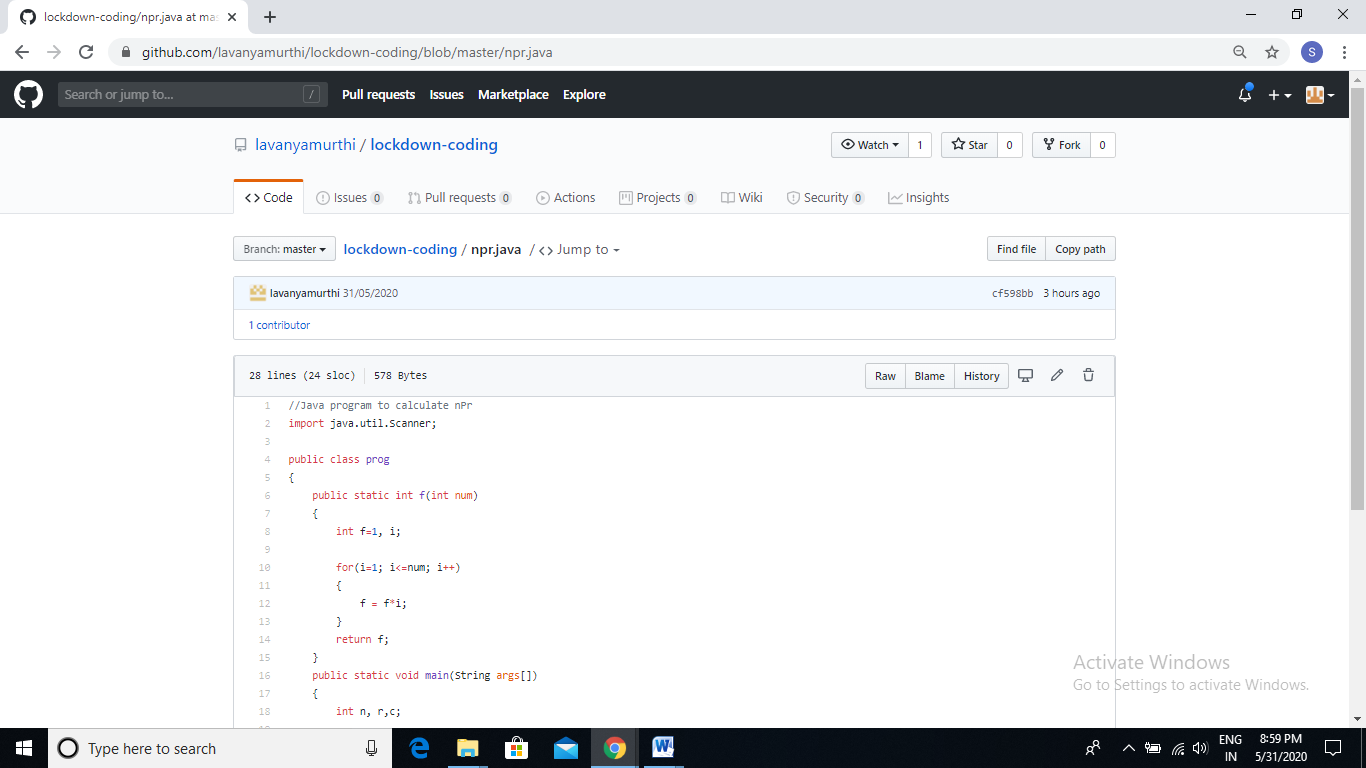 lockdown-coding/npr.java at mas
github.com/lavanyamurthi/lockdown-coding/blob/master/npr.java
S
Search or jump to... /
Pull requests Issues Marketplace Explore
lavanyamurthi / lockdown-coding
Watch 1 Star 0 Fork 0
Code Issues 0 Pull requests 0 Actions Projects 0 Wiki Security 0 Insights
Branch: master lockdown-coding / npr.java / <> Jump to
Find file Copy path
lavanyamurthi 31/05/2020 cf598bb 3 hours ago
1 contributor
28 lines (24 sloc) 578 Bytes Raw Blame History
1 //Java program to calculate nPr
2 import java.util.Scanner;
3
4 public class prog
5 {
6 public static int f(int num)
7 {
8 int f=1, i;
9
10 for(i=1; i<=num; i++)
11 {
12 f = f*i;
13 }
14 return f;
15 }
16 public static void main(String args[])
17 {
18 int n, r,c;
Activate Windows
Go to Settings to activate Windows.
Type here to search
ENG
IN
8:59 PM
5/31/2020